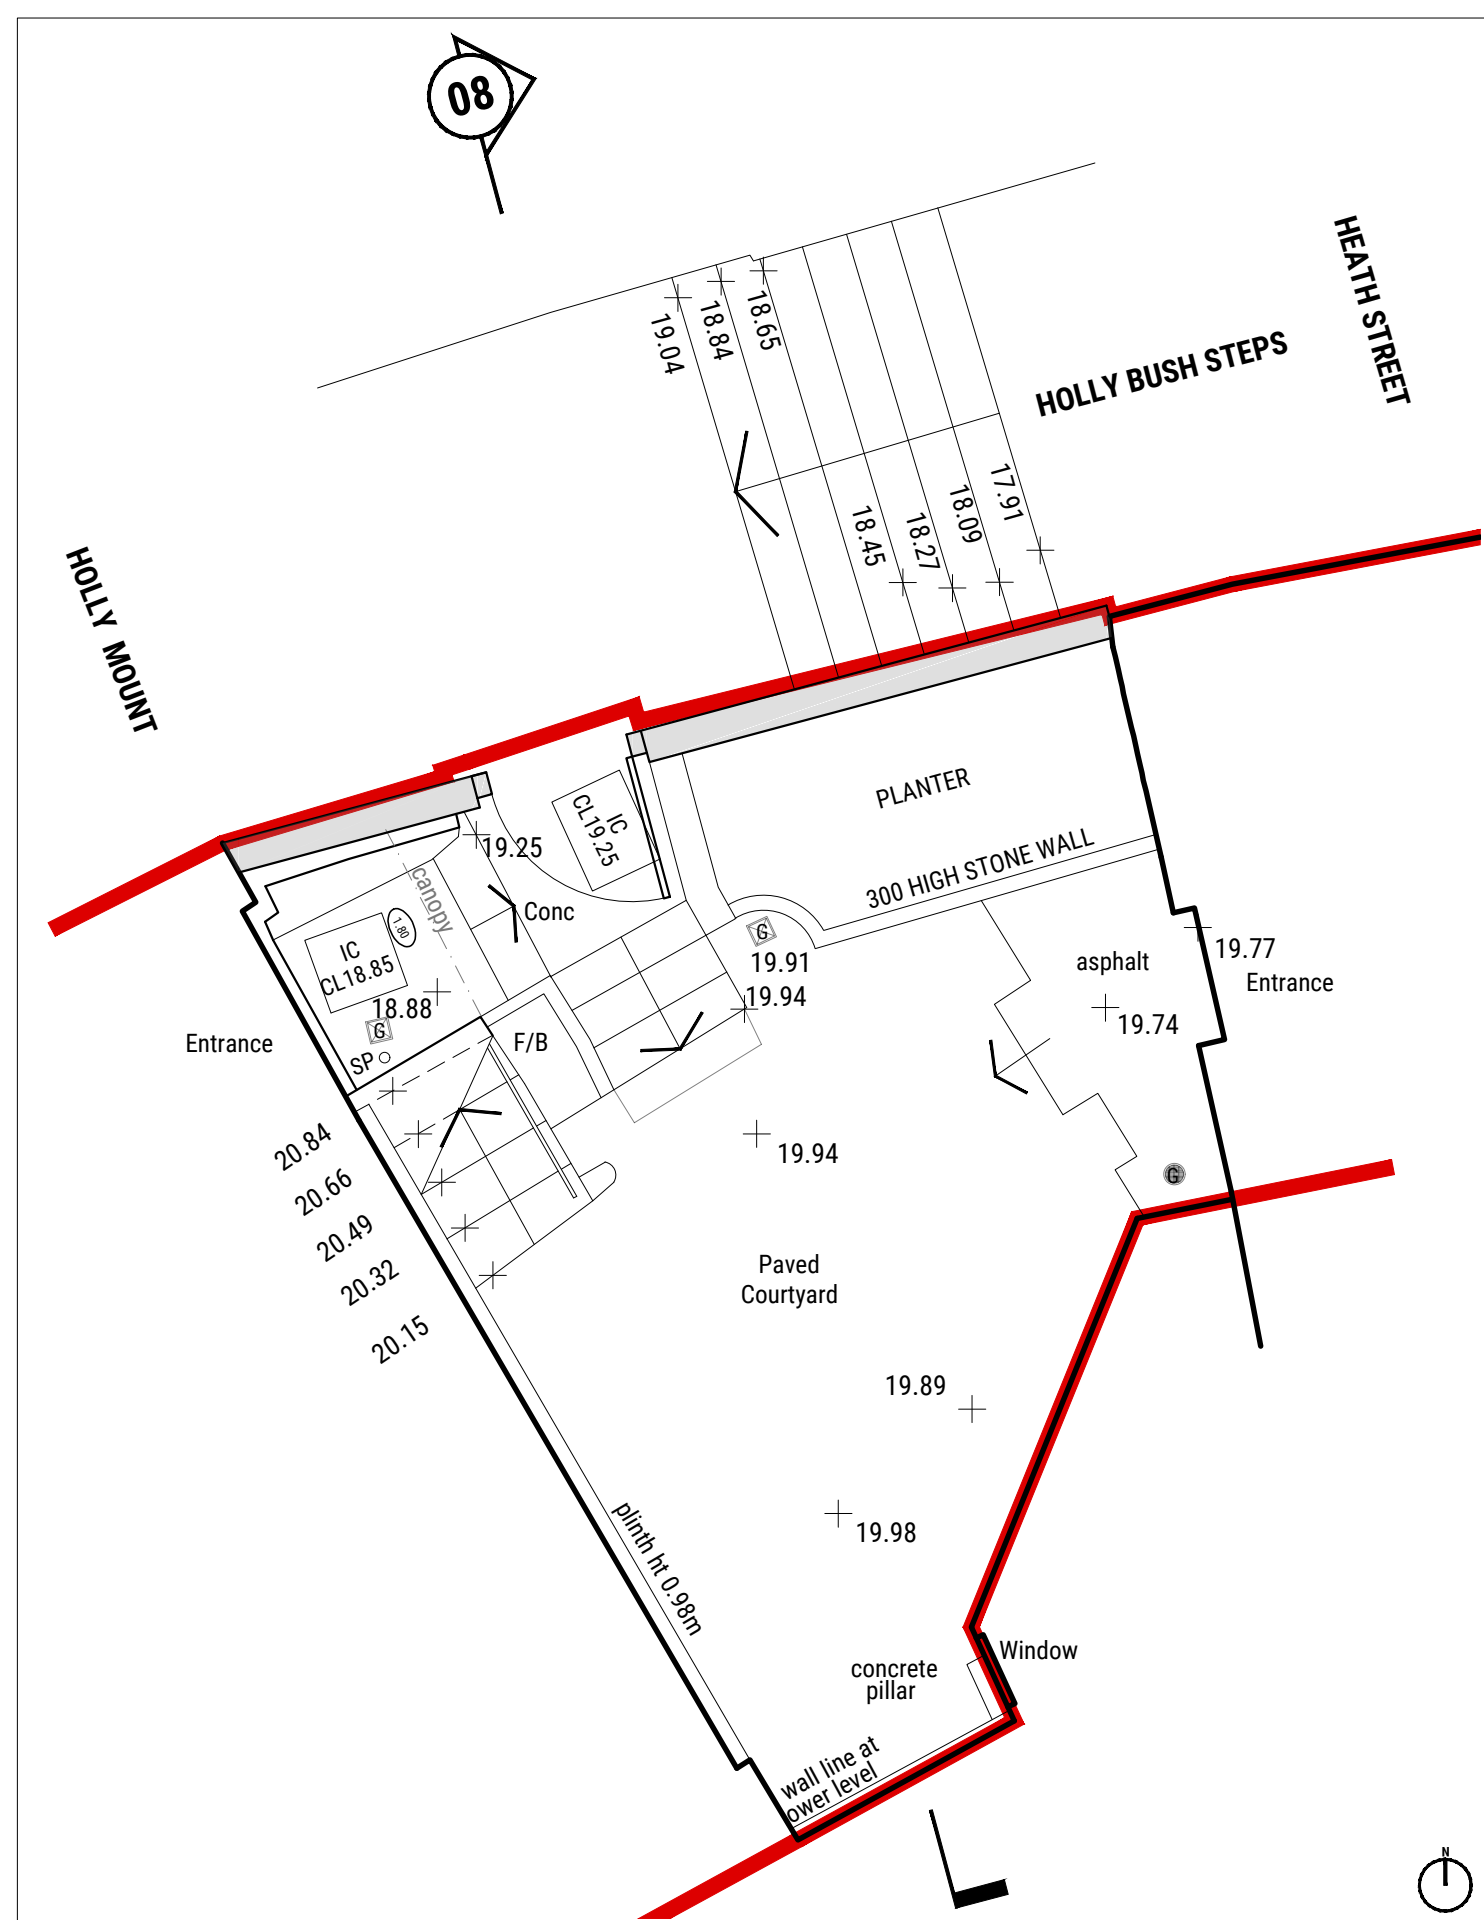 08
HEATH STREET
HOLLY BUSH STEPS
19.04
18.84
18.65
18.45
18.27
18.09
17.91
HOLLY MOUNT
PLANTER
300 HIGH STONE WALL
IC
CL19.25
19.25
canopy
Conc
1.80
IC
CL18.85
18.88
G
SP
Entrance
F/B
G
19.91
19.94
asphalt
19.77
Entrance
19.74
G
19.94
20.84
20.66
20.49
20.32
20.15
Paved
Courtyard
19.89
19.98
plinth ht 0.98m
concrete
pillar
Window
wall line at
ower level
N